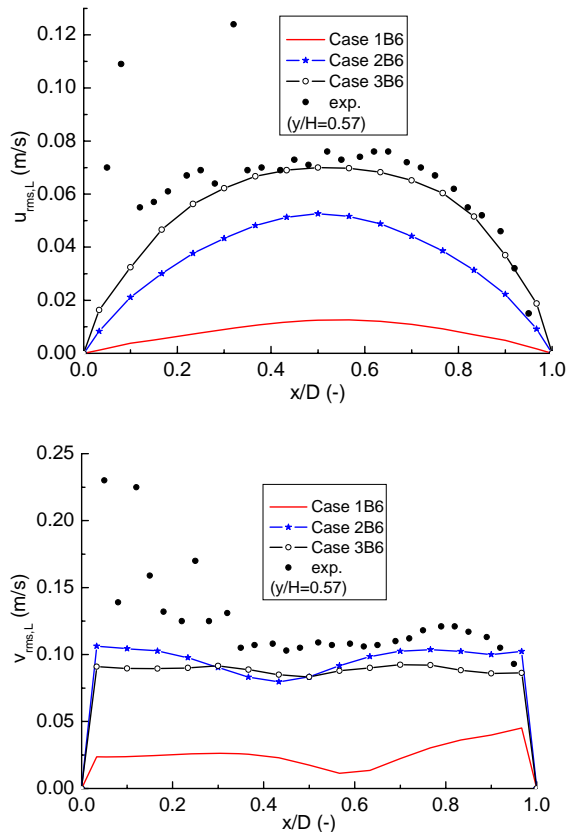 0.12
0.10
0.08
0.06
0.04
0.02
0.00
u_rms,L (m/s)
Case 1B6
Case 2B6
Case 3B6
exp.
(y/H=0.57)
0.0 0.2 0.4 0.6 0.8 1.0
x/D (-)
0.25
0.20
0.15
0.10
0.05
0.00
v_rms,L (m/s)
Case 1B6
Case 2B6
Case 3B6
exp.
(y/H=0.57)
0.0 0.2 0.4 0.6 0.8 1.0
x/D (-)